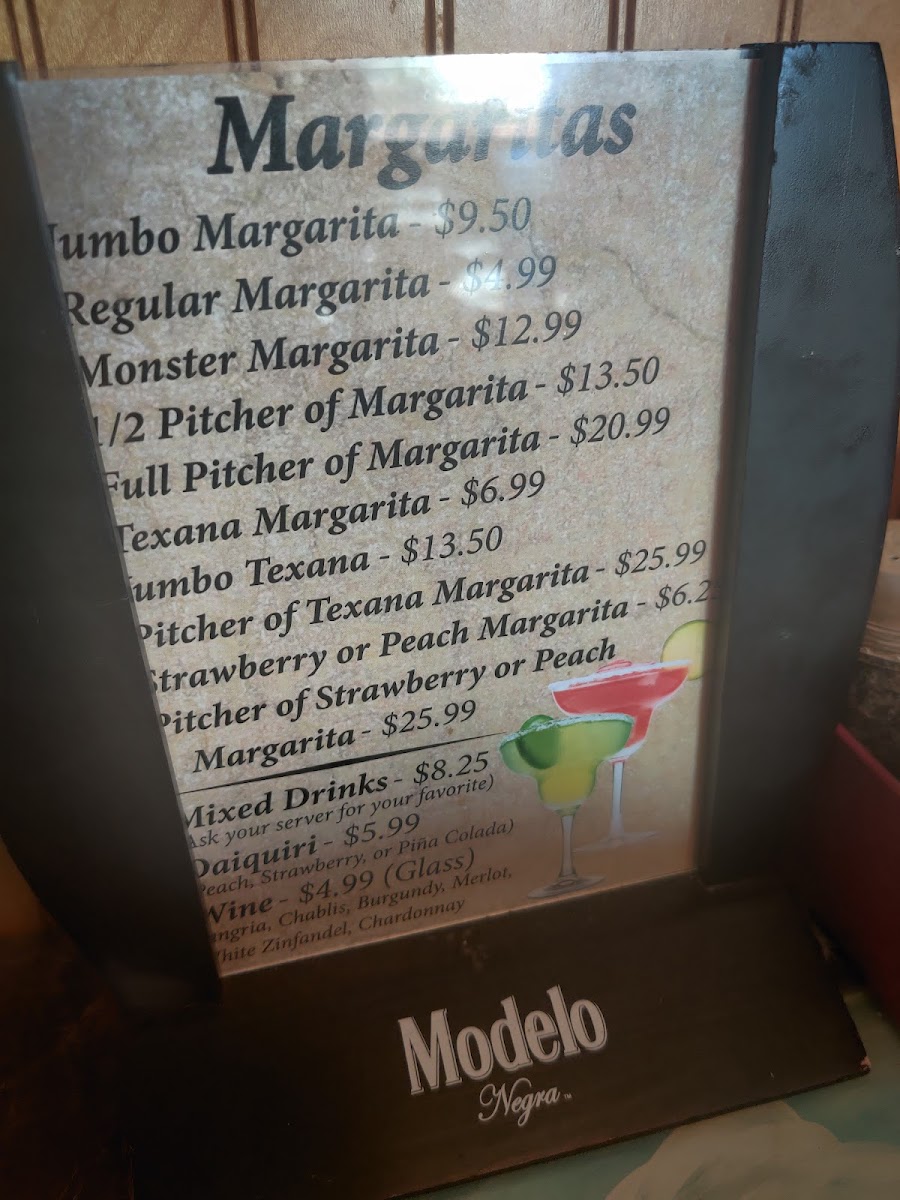 Margaritas
Jumbo Margarita - $9.50
Regular Margarita - $4.99
Monster Margarita - $12.99
1/2 Pitcher of Margarita - $13.50
Full Pitcher of Margarita - $20.99
Texana Margarita - $6.99
Jumbo Texana - $13.50
Pitcher of Texana Margarita - $25.99
Strawberry or Peach Margarita - $6.2
Pitcher of Strawberry or Peach
Margarita - $25.99
Mixed Drinks - $8.25
(Ask your server for your favorite)
Daiquiri - $5.99
(Peach, Strawberry, or Piña Colada)
Wine - $4.99 (Glass)
Sangria, Chablis, Burgundy, Merlot,
White Zinfandel, Chardonnay
Modelo
Negra™